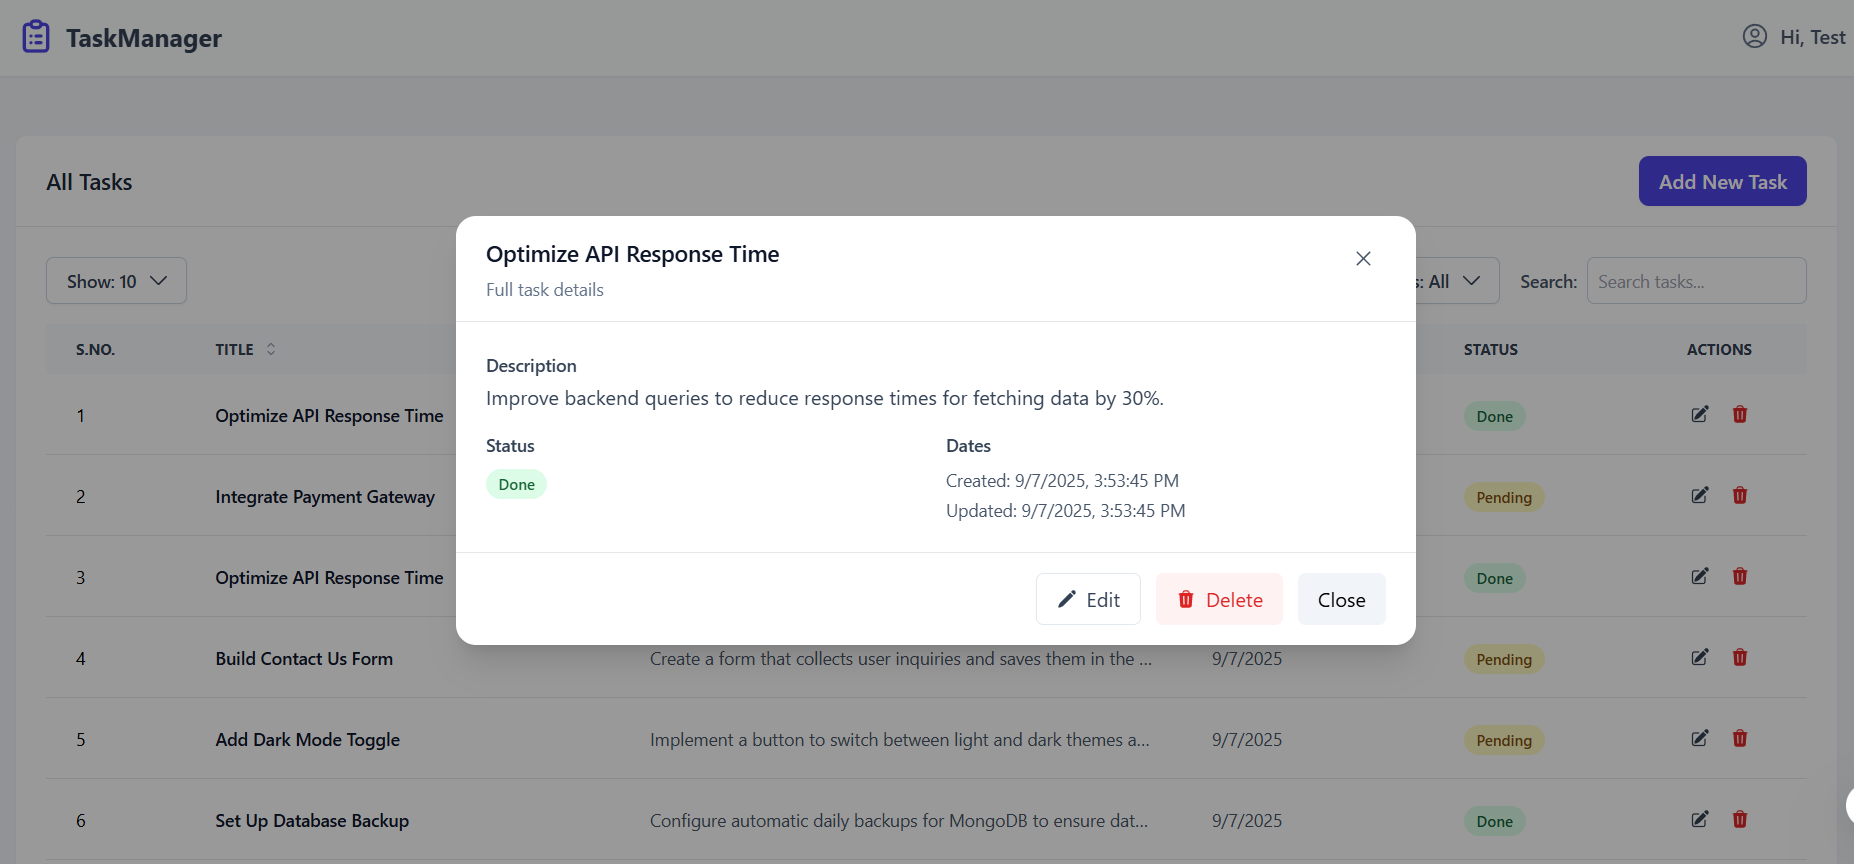 TaskManager
Hi, Test
All Tasks
Add New Task
Show: 10
s: All
Search:
Search tasks...
S.NO.
TITLE
STATUS
ACTIONS
1
Optimize API Response Time
Done
2
Integrate Payment Gateway
Pending
3
Optimize API Response Time
Done
4
Build Contact Us Form
Create a form that collects user inquiries and saves them in the ...
9/7/2025
Pending
5
Add Dark Mode Toggle
Implement a button to switch between light and dark themes a...
9/7/2025
Pending
6
Set Up Database Backup
Configure automatic daily backups for MongoDB to ensure dat...
9/7/2025
Done
Optimize API Response Time
Full task details
Description
Improve backend queries to reduce response times for fetching data by 30%.
Status
Done
Dates
Created: 9/7/2025, 3:53:45 PM
Updated: 9/7/2025, 3:53:45 PM
Edit
Delete
Close